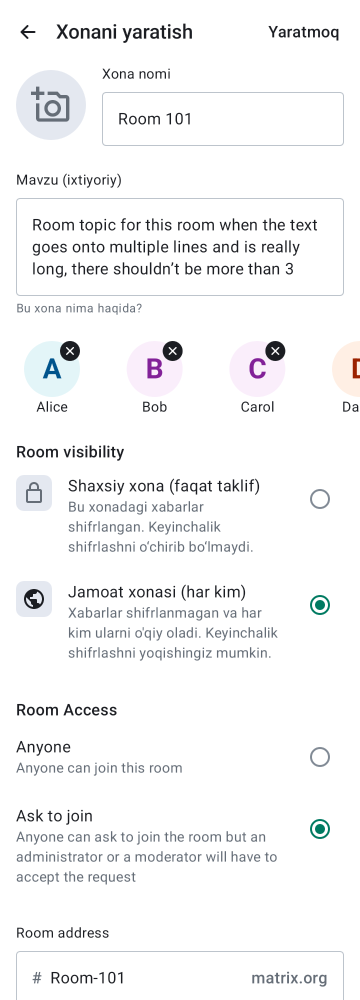 Xonani yaratish
Yaratmoq
Xona nomi
Room 101
Mavzu (ixtiyoriy)
Room topic for this room when the text
goes onto multiple lines and is really
long, there shouldn’t be more than 3
Bu xona nima haqida?
A
B
C
Alice
Bob
Carol
Da
Room visibility
Shaxsiy xona (faqat taklif)
Bu xonadagi xabarlar
shifrlangan. Keyinchalik
shifrlashni o‘chirib bo‘lmaydi.
Jamoat xonasi (har kim)
Xabarlar shifrlanmagan va har
kim ularni o'qiy oladi. Keyinchalik
shifrlashni yoqishingiz mumkin.
Room Access
Anyone
Anyone can join this room
Ask to join
Anyone can ask to join the room but an
administrator or a moderator will have to
accept the request
Room address
# Room-101
matrix.org